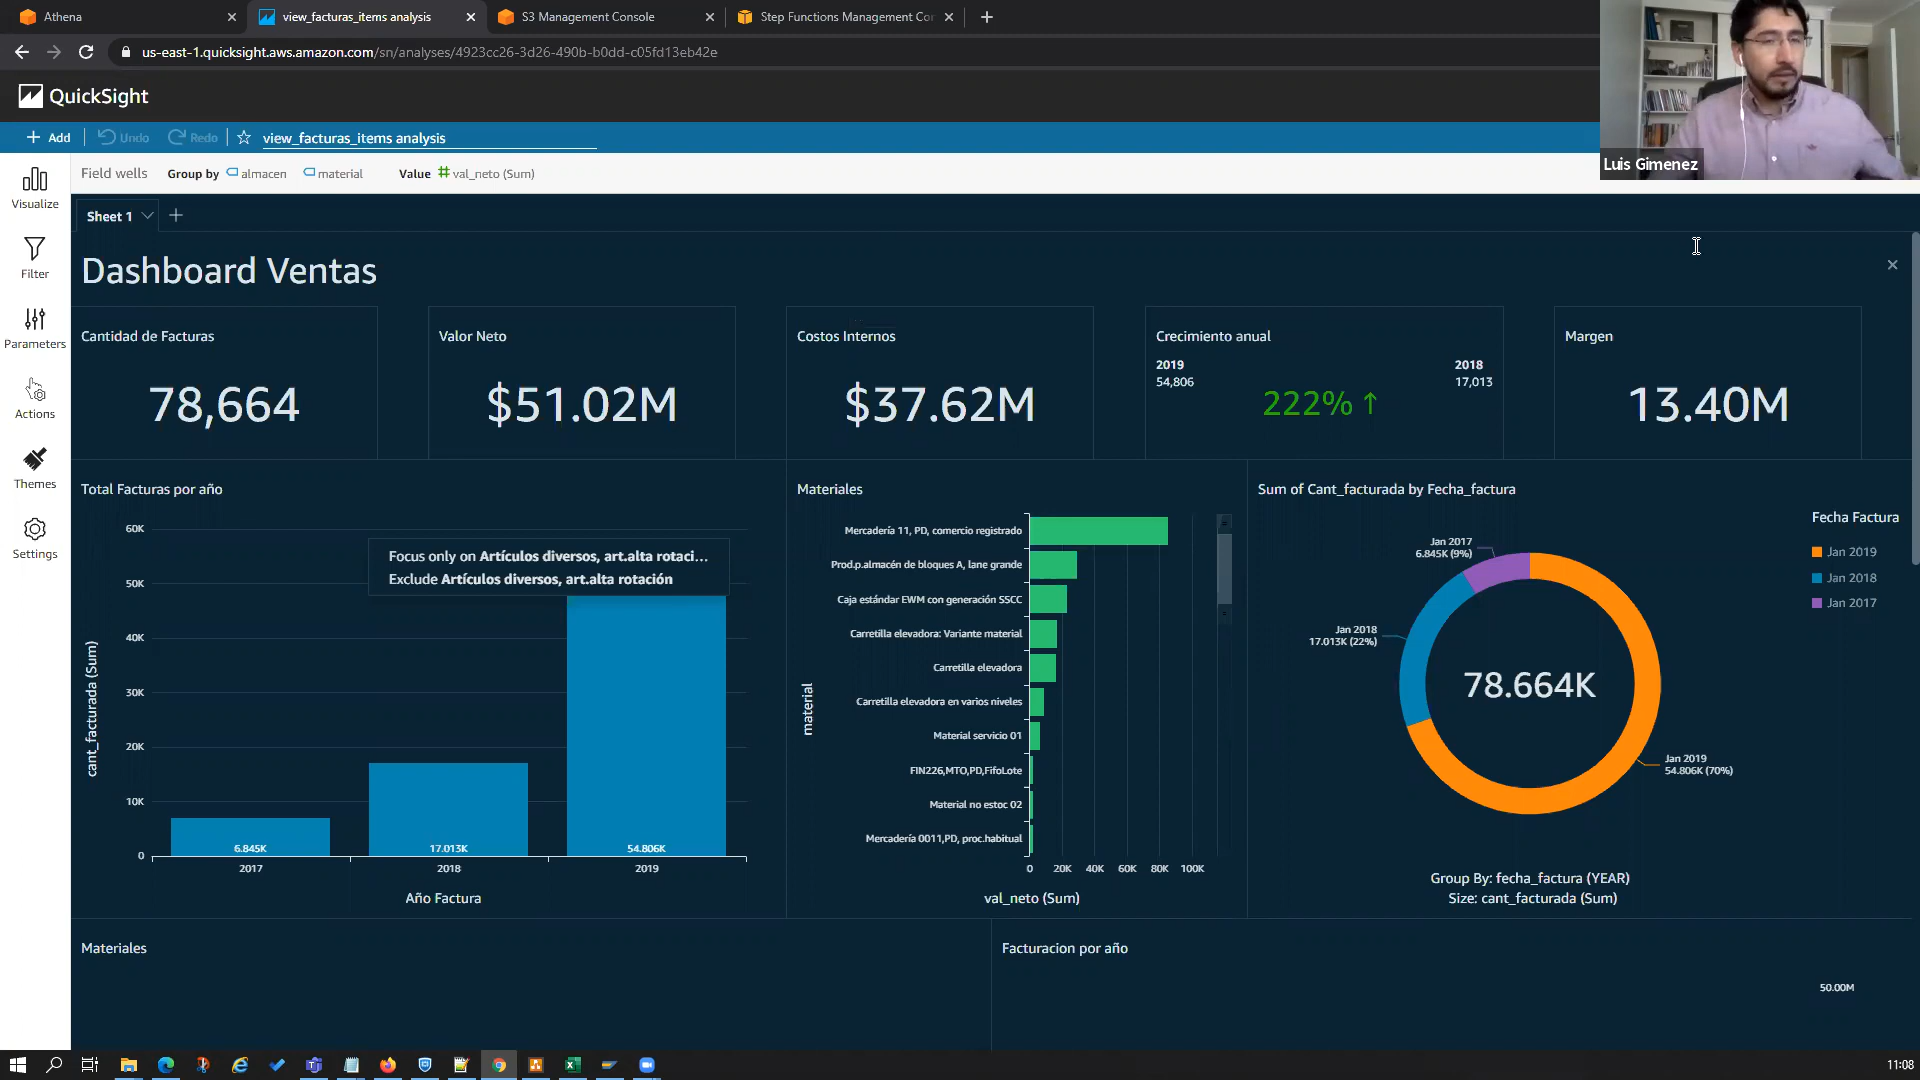 Athena
view_facturas_items analysis
S3 Management Console
Step Functions Management Co
us-east-1.quicksight.aws.amazon.com/sn/analyses/4923cc26-3d26-490b-b0dd-c05fd13eb42e
QuickSight
Luis Gimenez
+ Add
Undo
Redo
view_facturas_items analysis
Field wells
Group by
almacen
material
Value
val_neto (Sum)
Visualize
Filter
Parameters
Actions
Themes
Settings
Sheet 1
Dashboard Ventas
Cantidad de Facturas
78,664
Valor Neto
$51.02M
Costos Internos
$37.62M
Crecimiento anual
2019
54,806
2018
17,013
222% ↑
Margen
13.40M
Total Facturas por año
60K
50K
40K
30K
20K
10K
0
cant_facturada (Sum)
Focus only on Artículos diversos, art.alta rotaci...
Exclude Artículos diversos, art.alta rotación
6.845K
17.013K
54.806K
2017
2018
2019
Año Factura
Materiales
material
Mercadería 11, PD, comercio registrado
Prod.p.almacén de bloques A, lane grande
Caja estándar EWM con generación SSCC
Carretilla elevadora: Variante material
Carretilla elevadora
Carretilla elevadora en varios niveles
Material servicio 01
FIN226,MTO,PD,FifoLote
Material no estoc 02
Mercadería 0011,PD, proc.habitual
0
20K
40K
60K
80K
100K
val_neto (Sum)
Sum of Cant_facturada by Fecha_factura
Jan 2017
6.845K (9%)
Jan 2018
17.013K (22%)
78.664K
Jan 2019
54.806K (70%)
Fecha Factura
Jan 2019
Jan 2018
Jan 2017
Group By: fecha_factura (YEAR)
Size: cant_facturada (Sum)
Materiales
Facturacion por año
50.00M
11:08